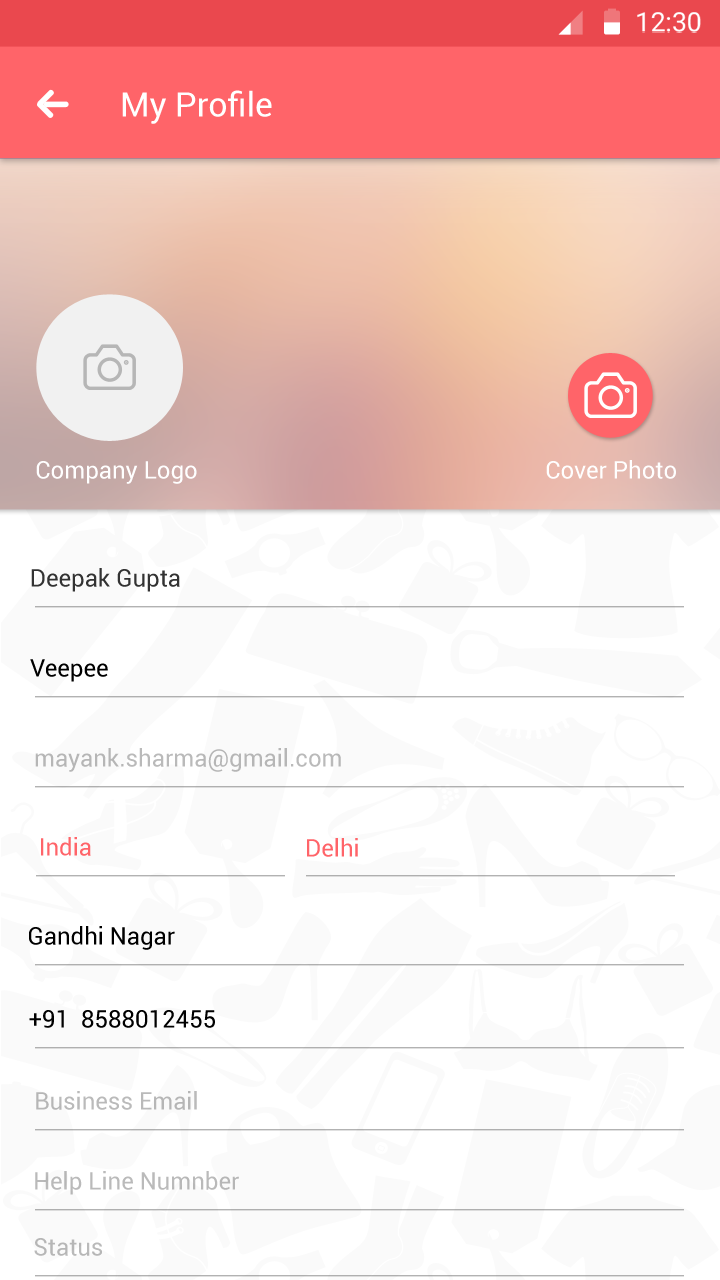 12:30
My Profile
Company Logo Cover Photo
Deepak Gupta
Veepee
mayank.sharma@gmail.com
India Delhi
Gandhi Nagar
+91 8588012455
Business Email
Help Line Numnber
Status